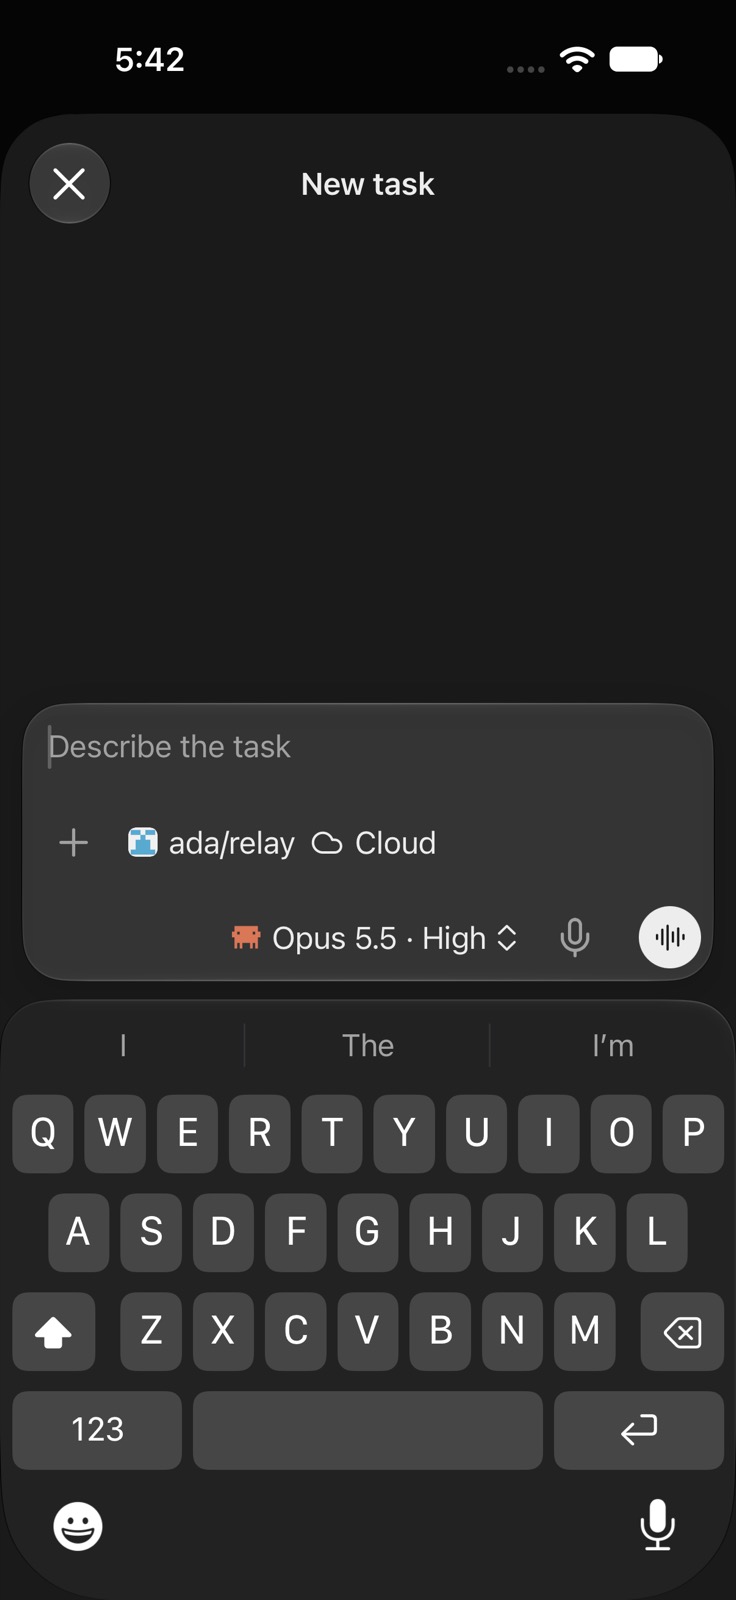 5:42
New task
Describe the task
ada/relay Cloud
Opus 5.5 · High
I The I’m
Q W E R T Y U I O P
A S D F G H J K L
Z X C V B N M
123